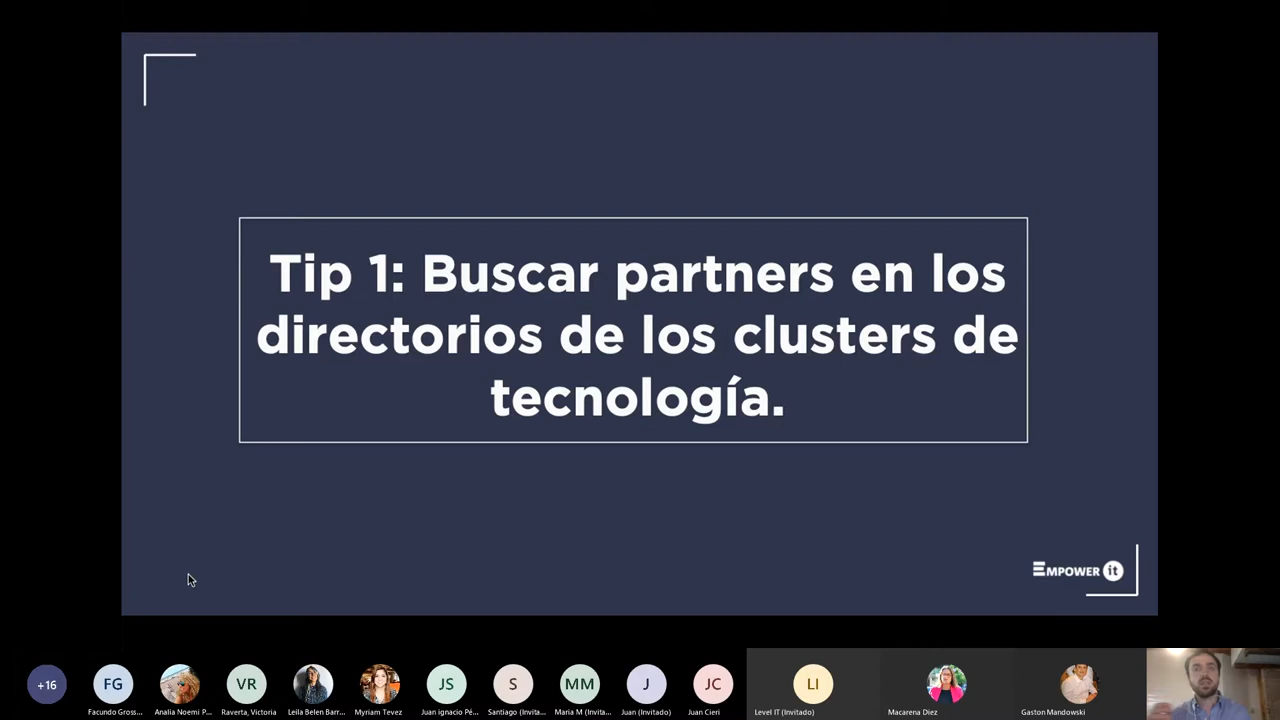 Tip 1: Buscar partners en los
directorios de los clusters de
tecnología.
EMPOWER it
+16
FG
VR
JS
S
MM
J
JC
LI
Facundo Gross...
Analia Noemi P...
Raverta, Victoria
Leila Belen Barr...
Myriam Tevez
Juan ignacio Pé...
Santiago (Invita...
Maria M (Invita...
Juan (Invitado)
Juan Cieri
Level IT (Invitado)
Macarena Diez
Gaston Mandowski